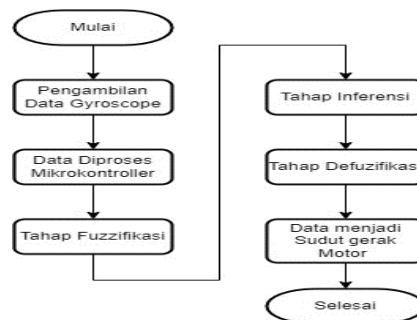 Mulai
Pengambilan
Data Gyroscope
Data Diproses
Mikrokontroller
Tahap Fuzzifikasi
Tahap Inferensi
Tahap Defuzifikas
Data menjadi
Sudut gerak
Motor
Selesai